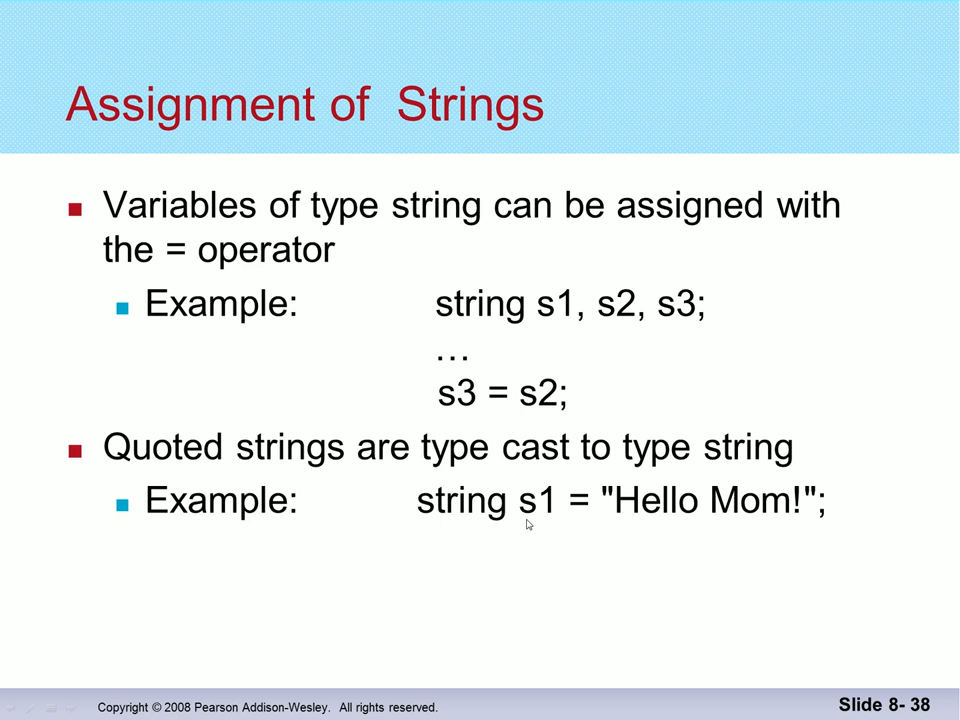 Assignment of Strings
Variables of type string can be assigned with
the = operator
Example: string s1, s2, s3;
…
s3 = s2;
Quoted strings are type cast to type string
Example: string s1 = "Hello Mom!";
Copyright © 2008 Pearson Addison-Wesley. All rights reserved.
Slide 8- 38